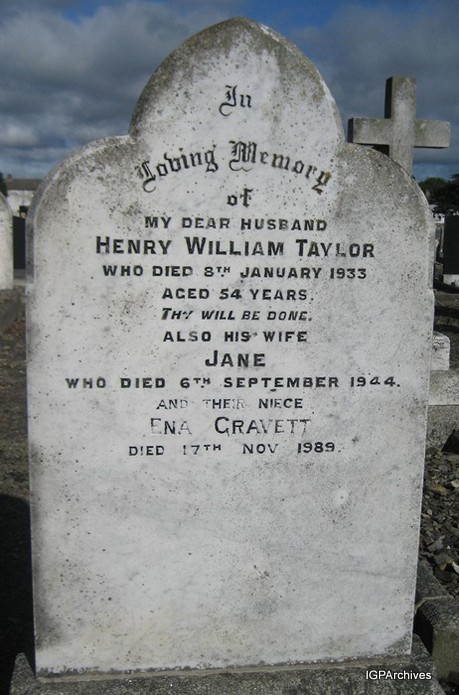 In
Loving Memory
of
MY DEAR HUSBAND
HENRY WILLIAM TAYLOR
WHO DIED 8TH JANUARY 1933
AGED 54 YEARS.
THY WILL BE DONE.
ALSO HIS WIFE
JANE
WHO DIED 6TH SEPTEMBER 1944.
AND THEIR NIECE
ENA GRAVETT
DIED 17TH NOV 1989.
IGPArchives